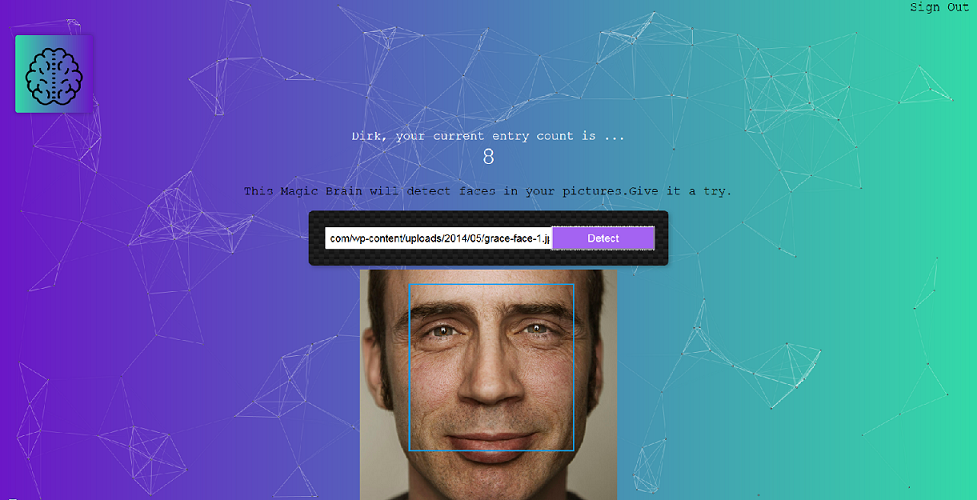 Sign Out
Dirk, your current entry count is ...
8
This Magic Brain will detect faces in your pictures.Give it a try.
com/wp-content/uploads/2014/05/grace-face-1.jp
Detect